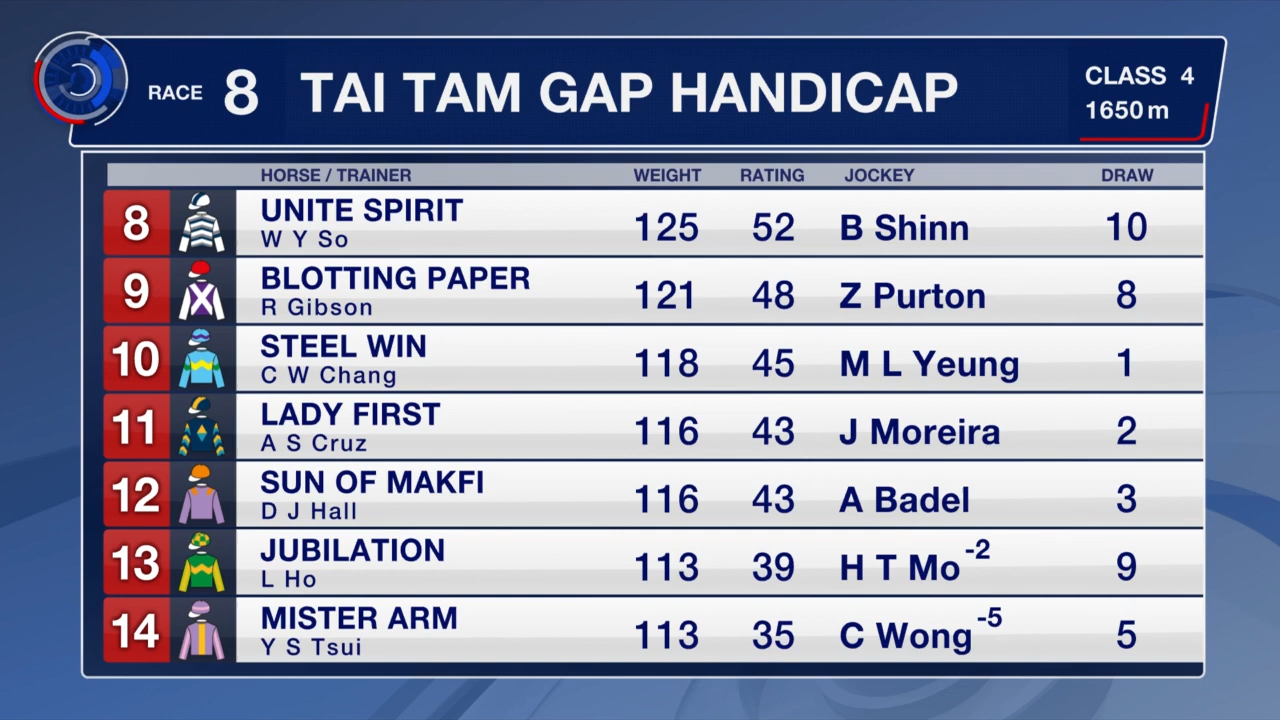 RACE 8 TAI TAM GAP HANDICAP CLASS 4
1650m
HORSE / TRAINER WEIGHT RATING JOCKEY DRAW
8 UNITE SPIRIT 125 52 B Shinn 10
W Y So
9 BLOTTING PAPER 121 48 Z Purton 8
R Gibson
10 STEEL WIN 118 45 M L Yeung 1
C W Chang
11 LADY FIRST 116 43 J Moreira 2
A S Cruz
12 SUN OF MAKFI 116 43 A Badel 3
D J Hall
13 JUBILATION 113 39 H T Mo -2 9
L Ho
14 MISTER ARM 113 35 C Wong -5 5
Y S Tsui